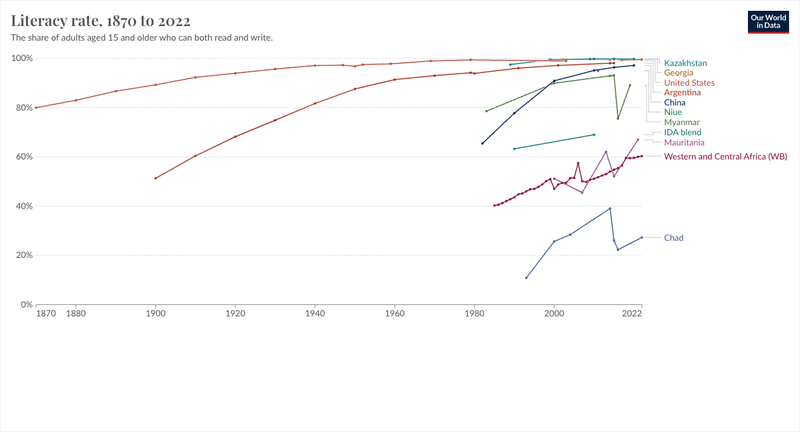 Literacy rate, 1870 to 2022
Our World
in Data
The share of adults aged 15 and older who can both read and write.
100%
80%
60%
40%
20%
0%
Kazakhstan
Georgia
United States
Argentina
China
Niue
Myanmar
IDA blend
Mauritania
Western and Central Africa (WB)
Chad
1870
1880
1900
1920
1940
1960
1980
2000
2022